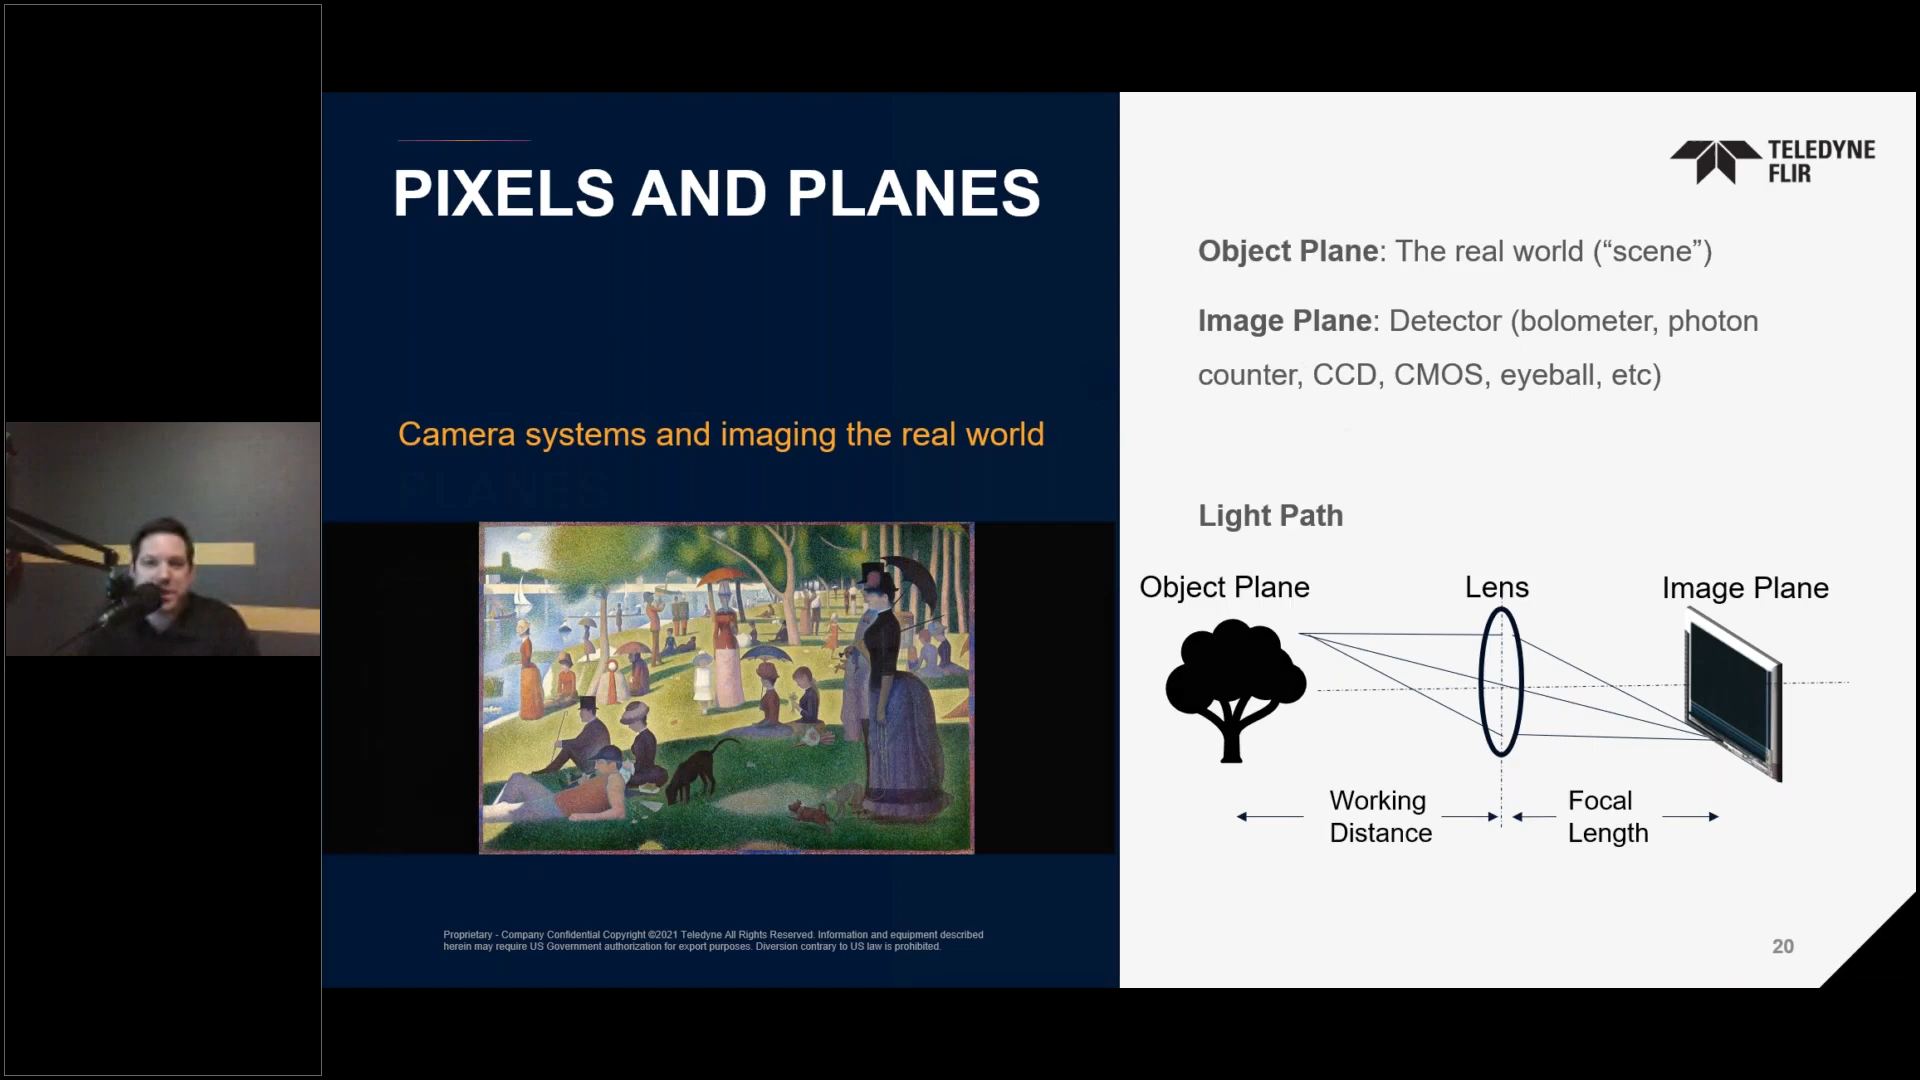 PIXELS AND PLANES
Camera systems and imaging the real world
PLANES
Proprietary - Company Confidential Copyright ©2021 Teledyne All Rights Reserved. Information and equipment described
herein may require US Government authorization for export purposes. Diversion contrary to US law is prohibited.
TELEDYNE
FLIR
Object Plane: The real world (“scene”)
Image Plane: Detector (bolometer, photon
counter, CCD, CMOS, eyeball, etc)
Light Path
Object Plane
Lens
Image Plane
Working
Distance
Focal
Length
20